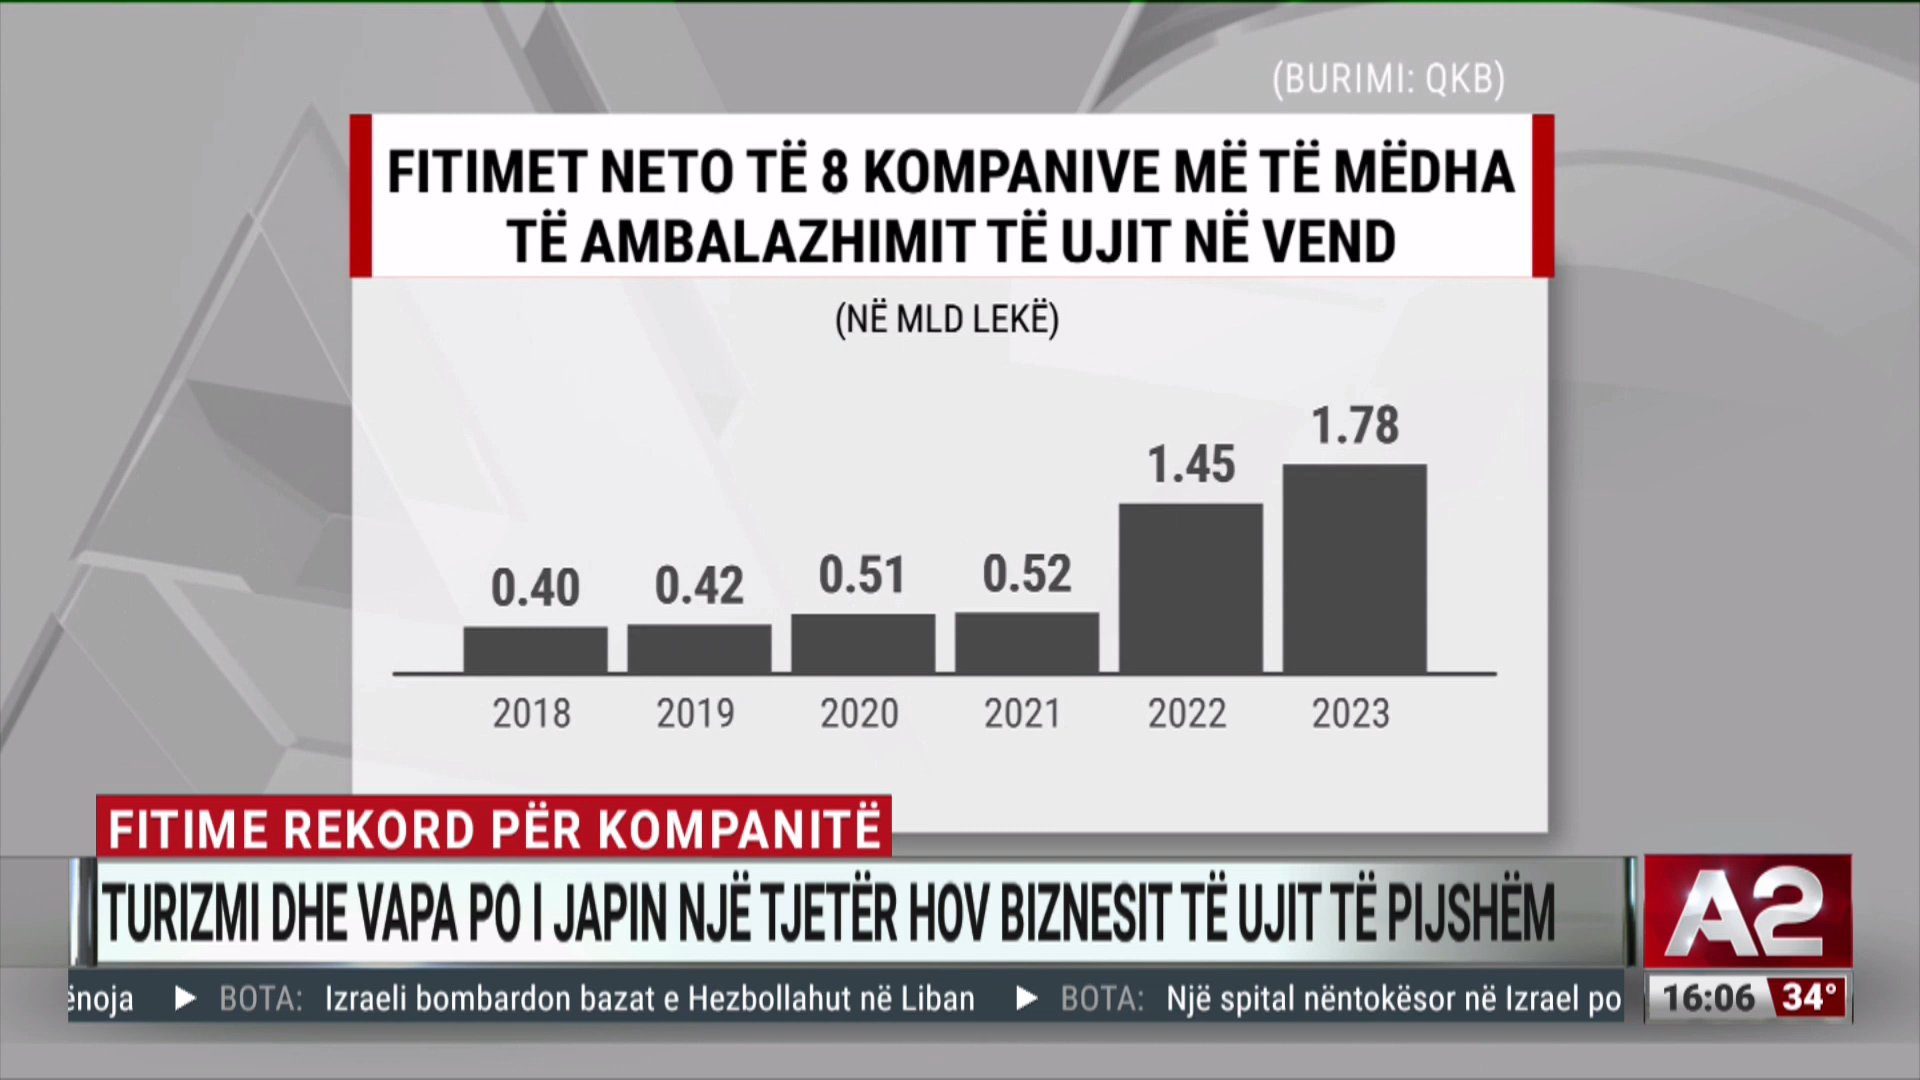 (BURIMI: QKB)
FITIMET NETO TË 8 KOMPANIVE MË TË MËDHA
TË AMBALAZHIMIT TË UJIT NË VEND
(NË MLD LEKË)
0.40
0.42
0.51
0.52
1.45
1.78
2018
2019
2020
2021
2022
2023
FITIME REKORD PËR KOMPANITË
TURIZMI DHE VAPA PO I JAPIN NJË TJETËR HOV BIZNESIT TË UJIT TË PIJSHËM
A2
ënoja ▶ BOTA: Izraeli bombardon bazat e Hezbollahut në Liban ▶ BOTA: Një spital nëntokësor në Izrael po
16:06 34°